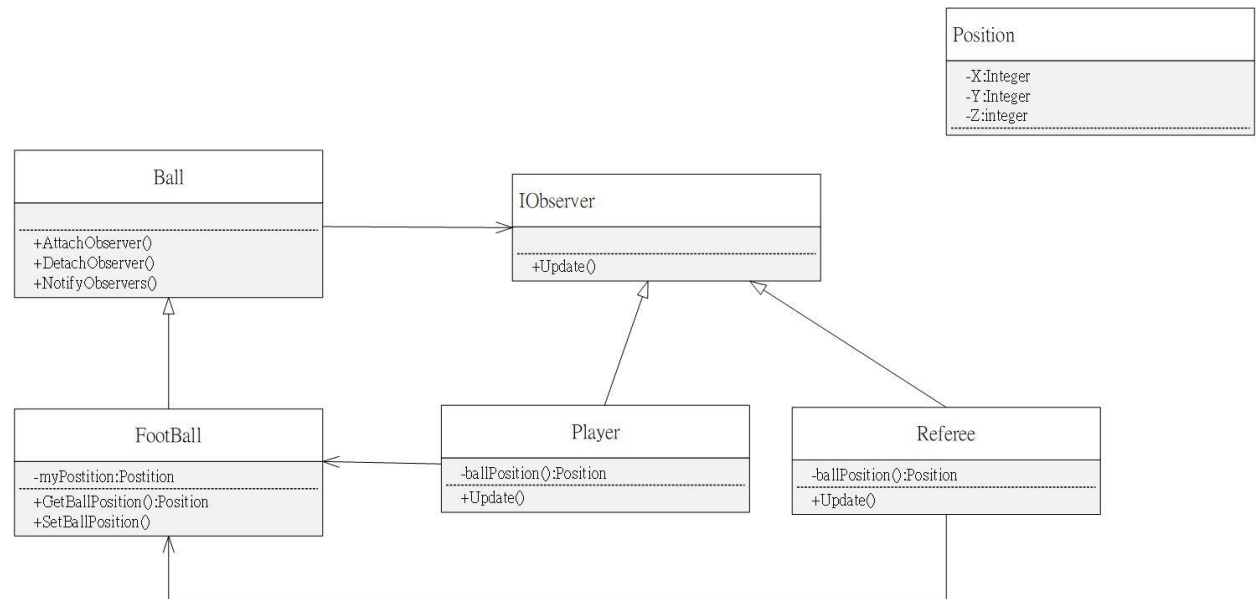 Position
-X:Integer
-Y:Integer
-Z:integer
Ball
+AttachObserver()
+DetachObserver()
+NotifyObservers()
IObserver
+Update()
FootBall
-myPostition:Postition
+GetBallPosition():Position
+SetBallPosition()
Player
-ballPosition():Position
+Update()
Referee
-ballPosition():Position
+Update()